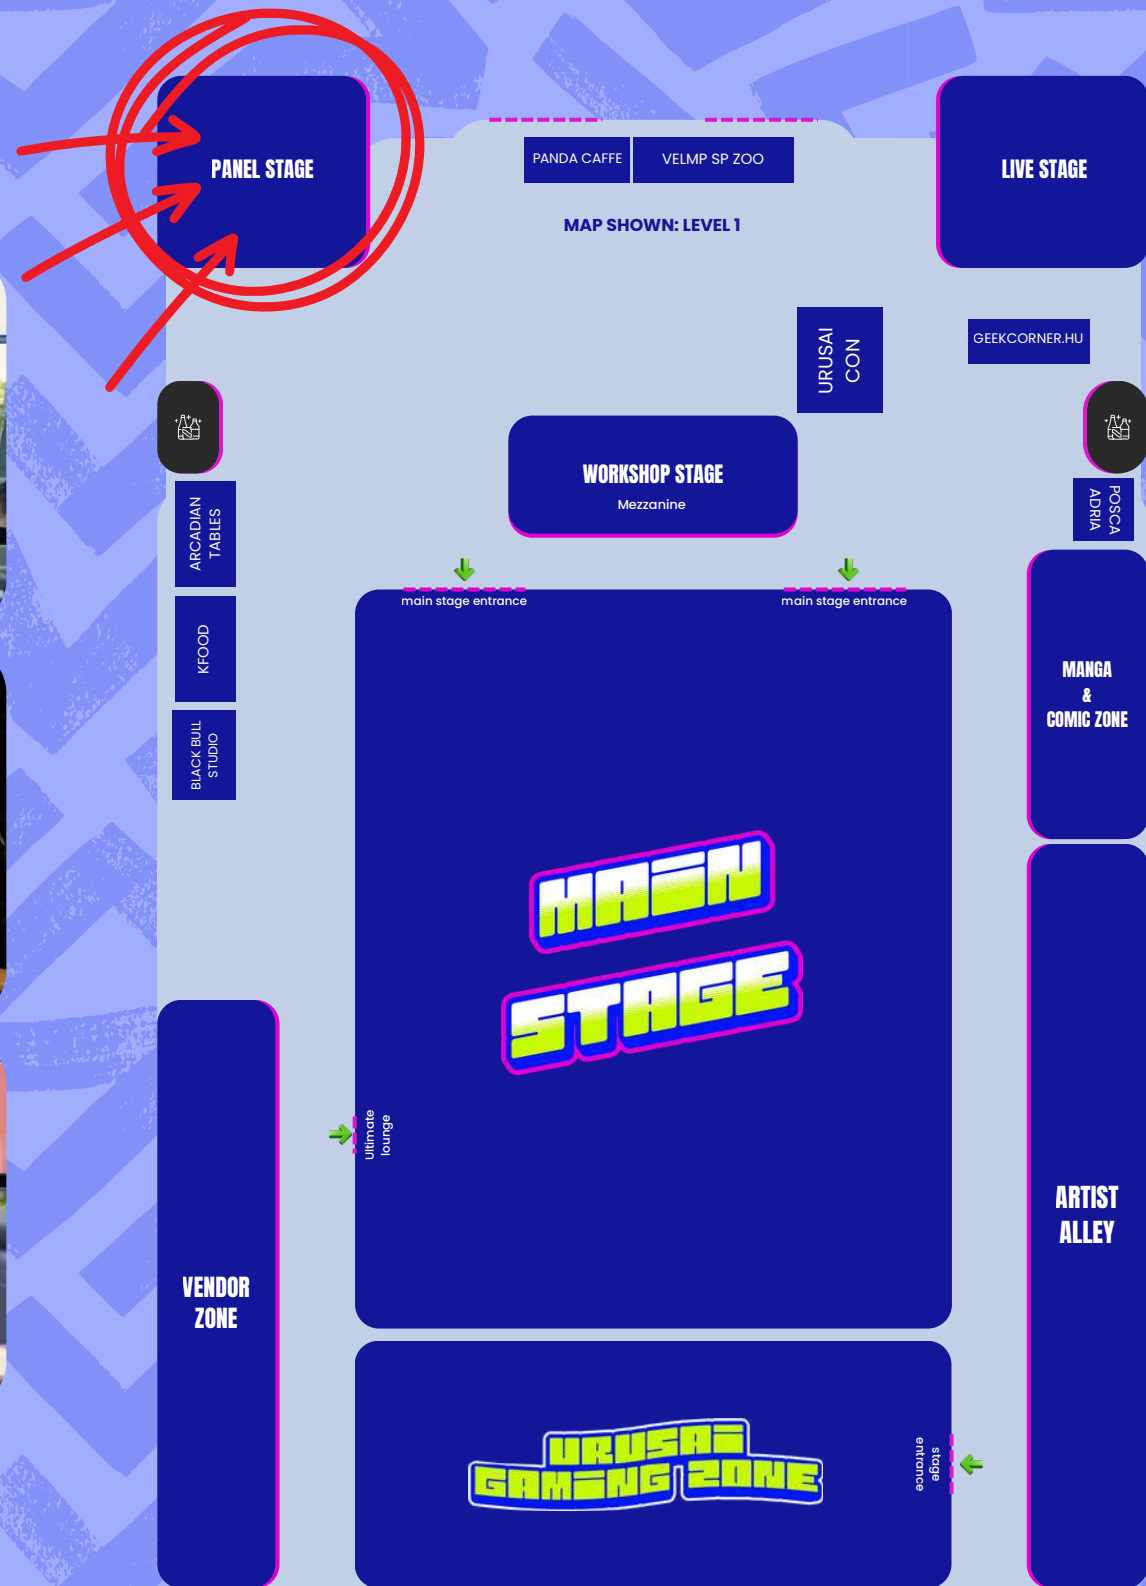 PANEL STAGE
PANDA CAFFE
VELMP SP ZOO
LIVE STAGE
MAP SHOWN: LEVEL 1
URUSAI
CON
GEEKCORNER.HU
WORKSHOP STAGE
Mezzanine
ARCADIAN
TABLES
POSCA
ADRIA
main stage entrance
main stage entrance
KFOOD
MANGA
&
COMIC ZONE
BLACK BULL
STUDIO
MAIN
STAGE
Ultimate
lounge
ARTIST
ALLEY
VENDOR
ZONE
URUSAI
GAMING ZONE
stage
entrance